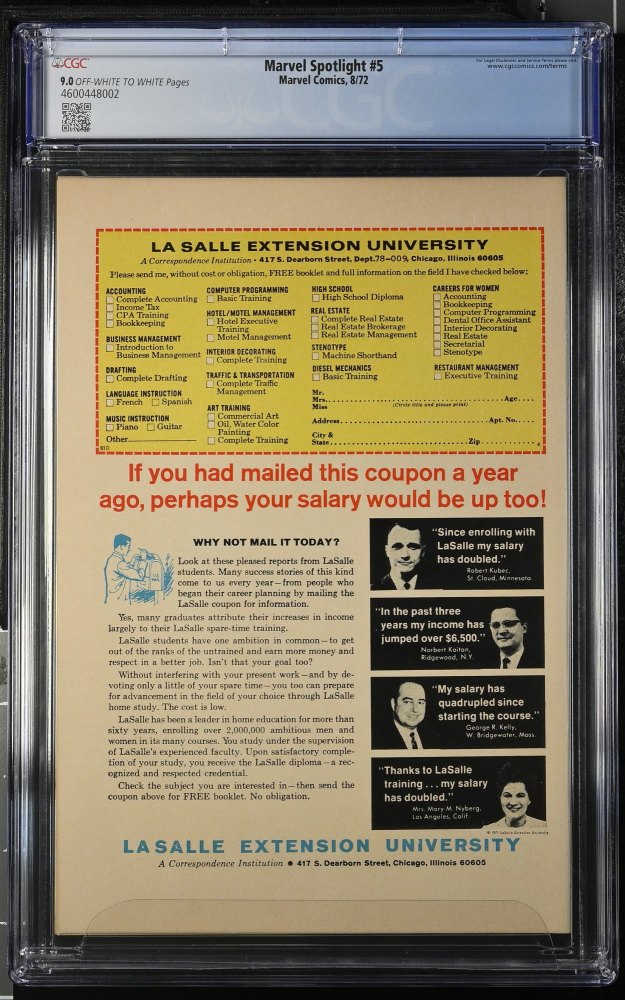 CGC
Marvel Spotlight #5
Marvel Comics, 8/72
9.0 OFF-WHITE TO WHITE Pages
4600448002
For Legal Disclaimer and Service Terms please visit:
www.cgccomics.com/terms
LA SALLE EXTENSION UNIVERSITY
A Correspondence Institution • 417 S. Dearborn Street, Dept.78-009, Chicago, Illinois 60605
Please send me, without cost or obligation, FREE booklet and full information on the field I have checked below:
ACCOUNTING
Complete Accounting
Income Tax
CPA Training
Bookkeeping
BUSINESS MANAGEMENT
Introduction to
Business Management
DRAFTING
Complete Drafting
LANGUAGE INSTRUCTION
French Spanish
MUSIC INSTRUCTION
Piano Guitar
Other
010
COMPUTER PROGRAMMING
Basic Training
HOTEL/MOTEL MANAGEMENT
Hotel Executive
Training
Motel Management
INTERIOR DECORATING
Complete Training
TRAFFIC & TRANSPORTATION
Complete Traffic
Management
ART TRAINING
Commercial Art
Oil, Water Color
Painting
Complete Training
HIGH SCHOOL
High School Diploma
REAL ESTATE
Complete Real Estate
Real Estate Brokerage
Real Estate Management
STENOTYPE
Machine Shorthand
DIESEL MECHANICS
Basic Training
CAREERS FOR WOMEN
Accounting
Bookkeeping
Computer Programming
Dental Office Assistant
Interior Decorating
Real Estate
Secretarial
Stenotype
RESTAURANT MANAGEMENT
Executive Training
Mr.
Mrs. Age
Miss (Circle title and please print)
Address Apt. No.
City &
State Zip
If you had mailed this coupon a year
ago, perhaps your salary would be up too!
WHY NOT MAIL IT TODAY?
Look at these pleased reports from LaSalle
students. Many success stories of this kind
come to us every year—from people who
began their career planning by mailing the
LaSalle coupon for information.
Yes, many graduates attribute their increases in income
largely to their LaSalle spare-time training.
LaSalle students have one ambition in common—to get
out of the ranks of the untrained and earn more money and
respect in a better job. Isn't that your goal too?
Without interfering with your present work—and by de-
voting only a little of your spare time—you too can prepare
for advancement in the field of your choice through LaSalle
home study. The cost is low.
LaSalle has been a leader in home education for more than
sixty years, enrolling over 2,000,000 ambitious men and
women in its many courses. You study under the supervision
of LaSalle's experienced faculty. Upon satisfactory comple-
tion of your study, you receive the LaSalle diploma—a rec-
ognized and respected credential.
Check the subject you are interested in—then send the
coupon above for FREE booklet. No obligation.
"Since enrolling with
LaSalle my salary
has doubled."
Robert Kubec,
St. Cloud, Minnesota.
"In the past three
years my income has
jumped over $6,500."
Norbert Kaitan,
Ridgewood, N.Y.
"My salary has
quadrupled since
starting the course."
George R. Kelly,
W. Bridgewater, Mass.
"Thanks to LaSalle
training . . . my salary
has doubled."
Mrs. Mary M. Nyberg,
Los Angeles, Calif.
© 1971 LaSalle Extension University
LASALLE EXTENSION UNIVERSITY
A Correspondence Institution • 417 S. Dearborn Street, Chicago, Illinois 60605